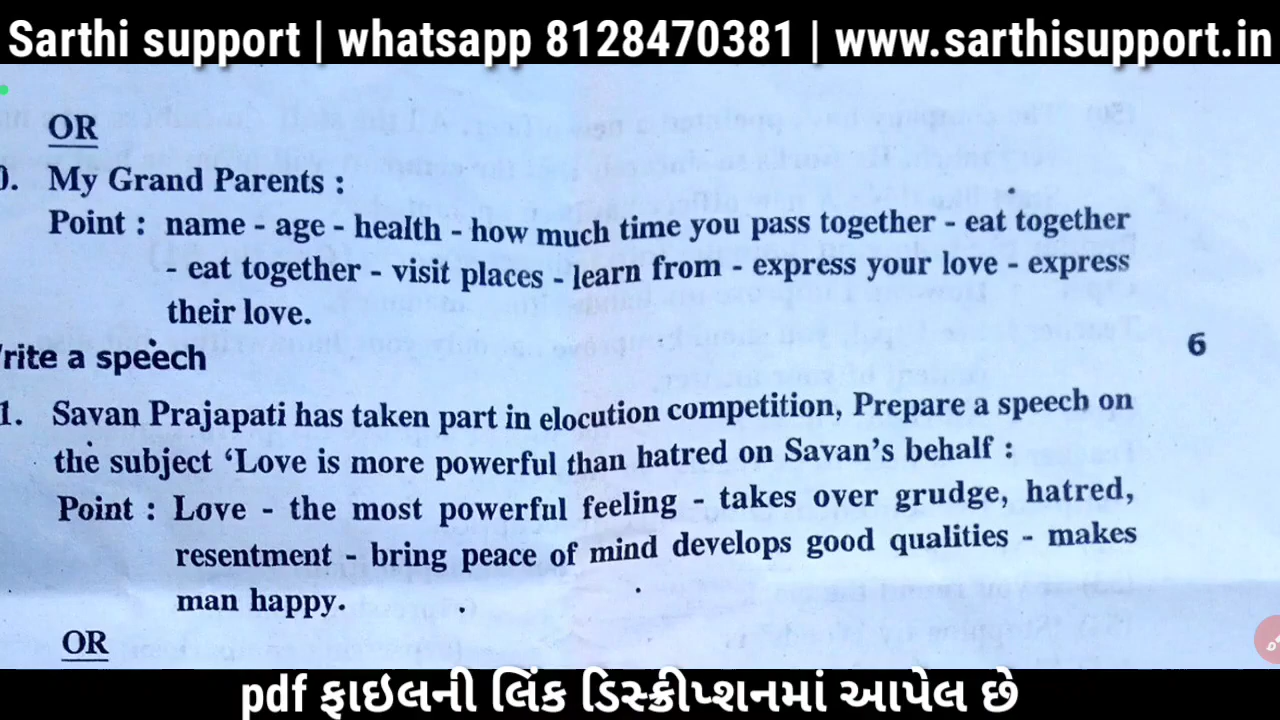 Sarthi support | whatsapp 8128470381 | www.sarthisupport.in
OR
0. My Grand Parents :
Point : name - age - health - how much time you pass together - eat together
- eat together - visit places - learn from - express your love - express
their love.
rite a speech 6
1. Savan Prajapati has taken part in elocution competition, Prepare a speech on
the subject ‘Love is more powerful than hatred on Savan’s behalf :
Point : Love - the most powerful feeling - takes over grudge, hatred,
resentment - bring peace of mind develops good qualities - makes
man happy.
OR
pdf ફાઇલની લિંક ડિસ્ક્રીપ્શનમાં આપેલ છે